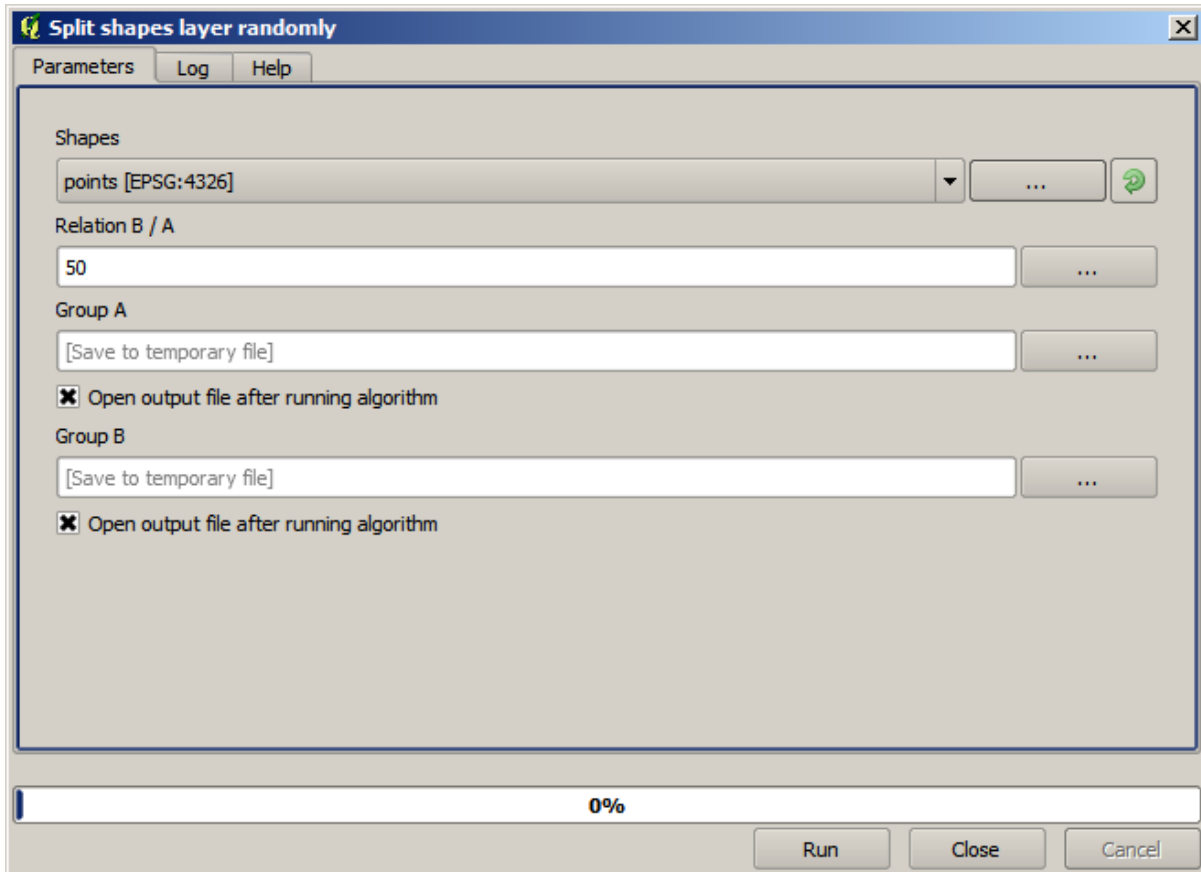 Split shapes layer randomly
Parameters Log Help
Shapes
points [EPSG:4326] ...
Relation B / A
50 ...
Group A
[Save to temporary file] ...
Open output file after running algorithm
Group B
[Save to temporary file] ...
Open output file after running algorithm
0%
Run Close Cancel